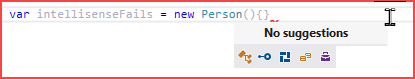 var intellisenseFails = new Person(){}
No suggestions